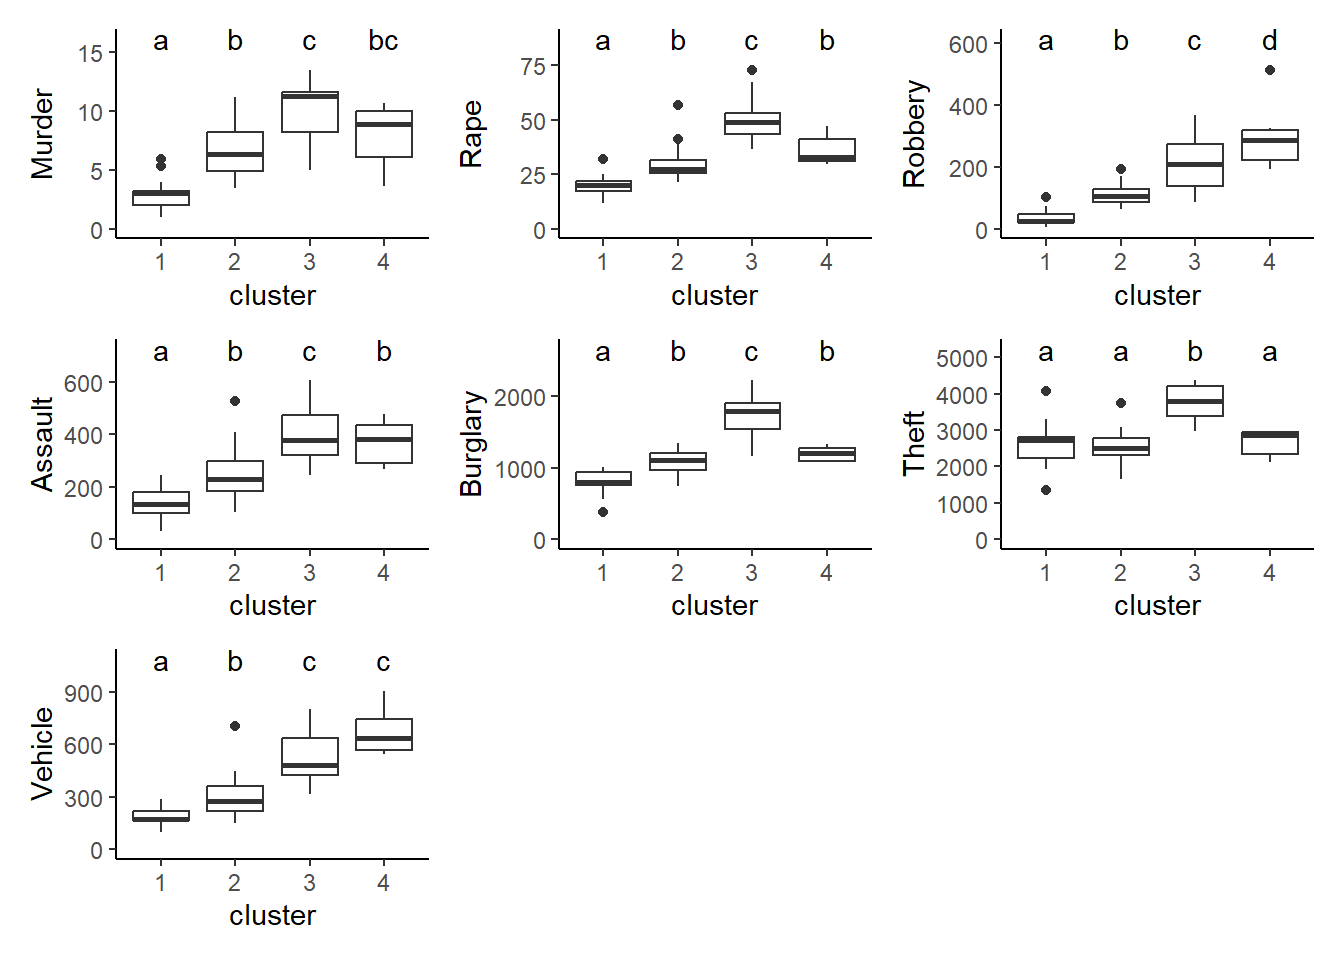 a b c bc
Murder
15
10
5
0
1 2 3 4
cluster
a b c b
Rape
75
50
25
0
1 2 3 4
cluster
a b c d
Robbery
600
400
200
0
1 2 3 4
cluster
a b c b
Assault
600
400
200
0
1 2 3 4
cluster
a b c b
Burglary
2000
1000
0
1 2 3 4
cluster
a a b a
Theft
5000
4000
3000
2000
1000
0
1 2 3 4
cluster
a b c c
Vehicle
900
600
300
0
1 2 3 4
cluster